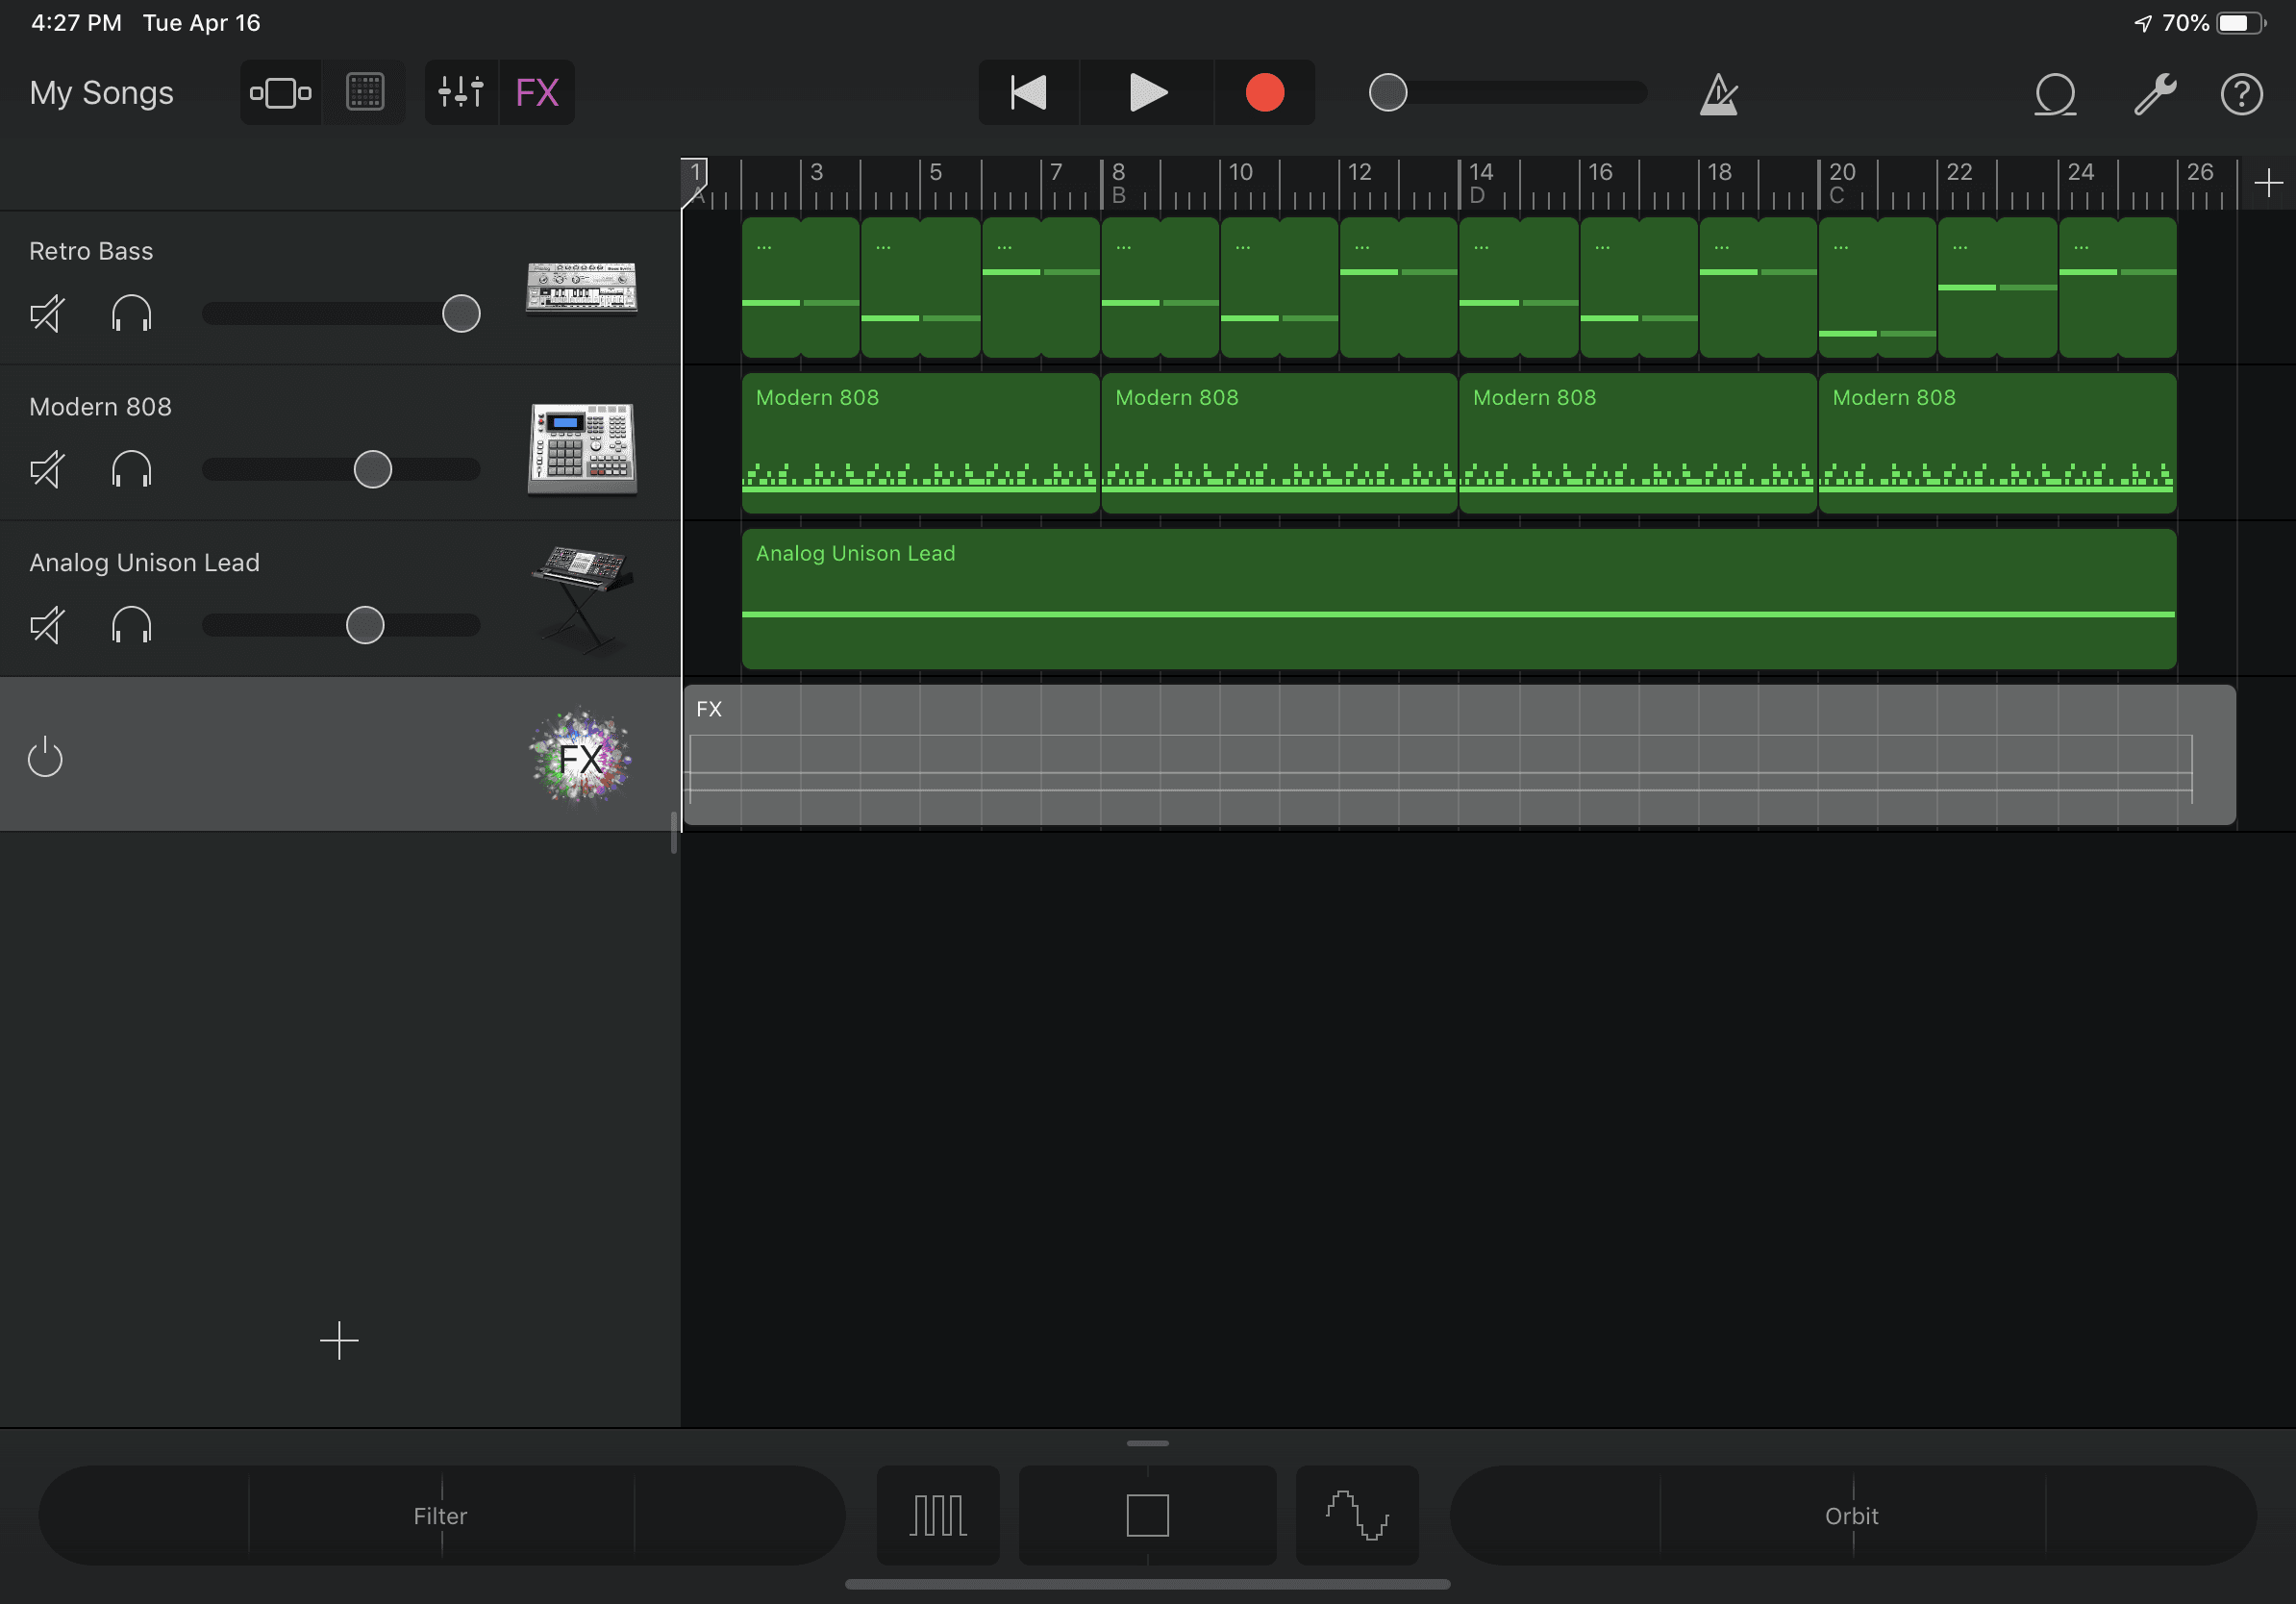 4:27 PM Tue Apr 16
70%
My Songs
FX
1 3 5 7 8 10 12 14 16 18 20 22 24 26
A B D C
Retro Bass
... ... ... ... ... ... ... ... ... ... ... ...
Modern 808
Modern 808 Modern 808 Modern 808 Modern 808
Analog Unison Lead
Analog Unison Lead
FX
FX
Filter
Orbit